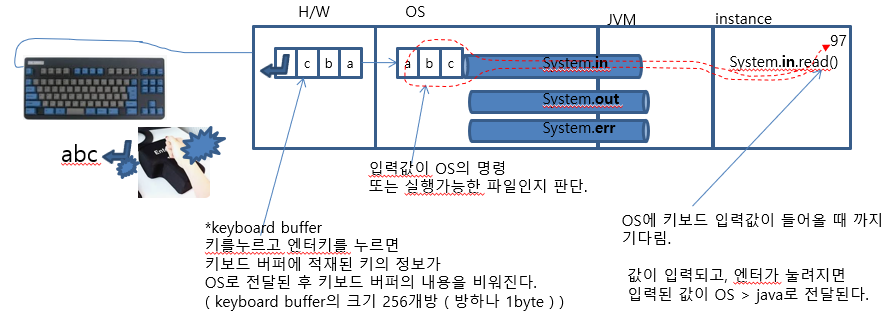 H/W
OS
JVM
instance
c b a
a b c
System.in
System.out
System.err
97
System.in.read()
abc
Ente
입력값이 OS의 명령
또는 실행가능한 파일인지 판단.
*keyboard buffer
키를누르고 엔터키를 누르면
키보드 버퍼에 적재된 키의 정보가
OS로 전달된 후 키보드 버퍼의 내용을 비워진다.
( keyboard buffer의 크기 256개방 ( 방하나 1byte ) )
OS에 키보드 입력값이 들어올 때 까지
기다림.
값이 입력되고, 엔터가 눌려지면
입력된 값이 OS > java로 전달된다.